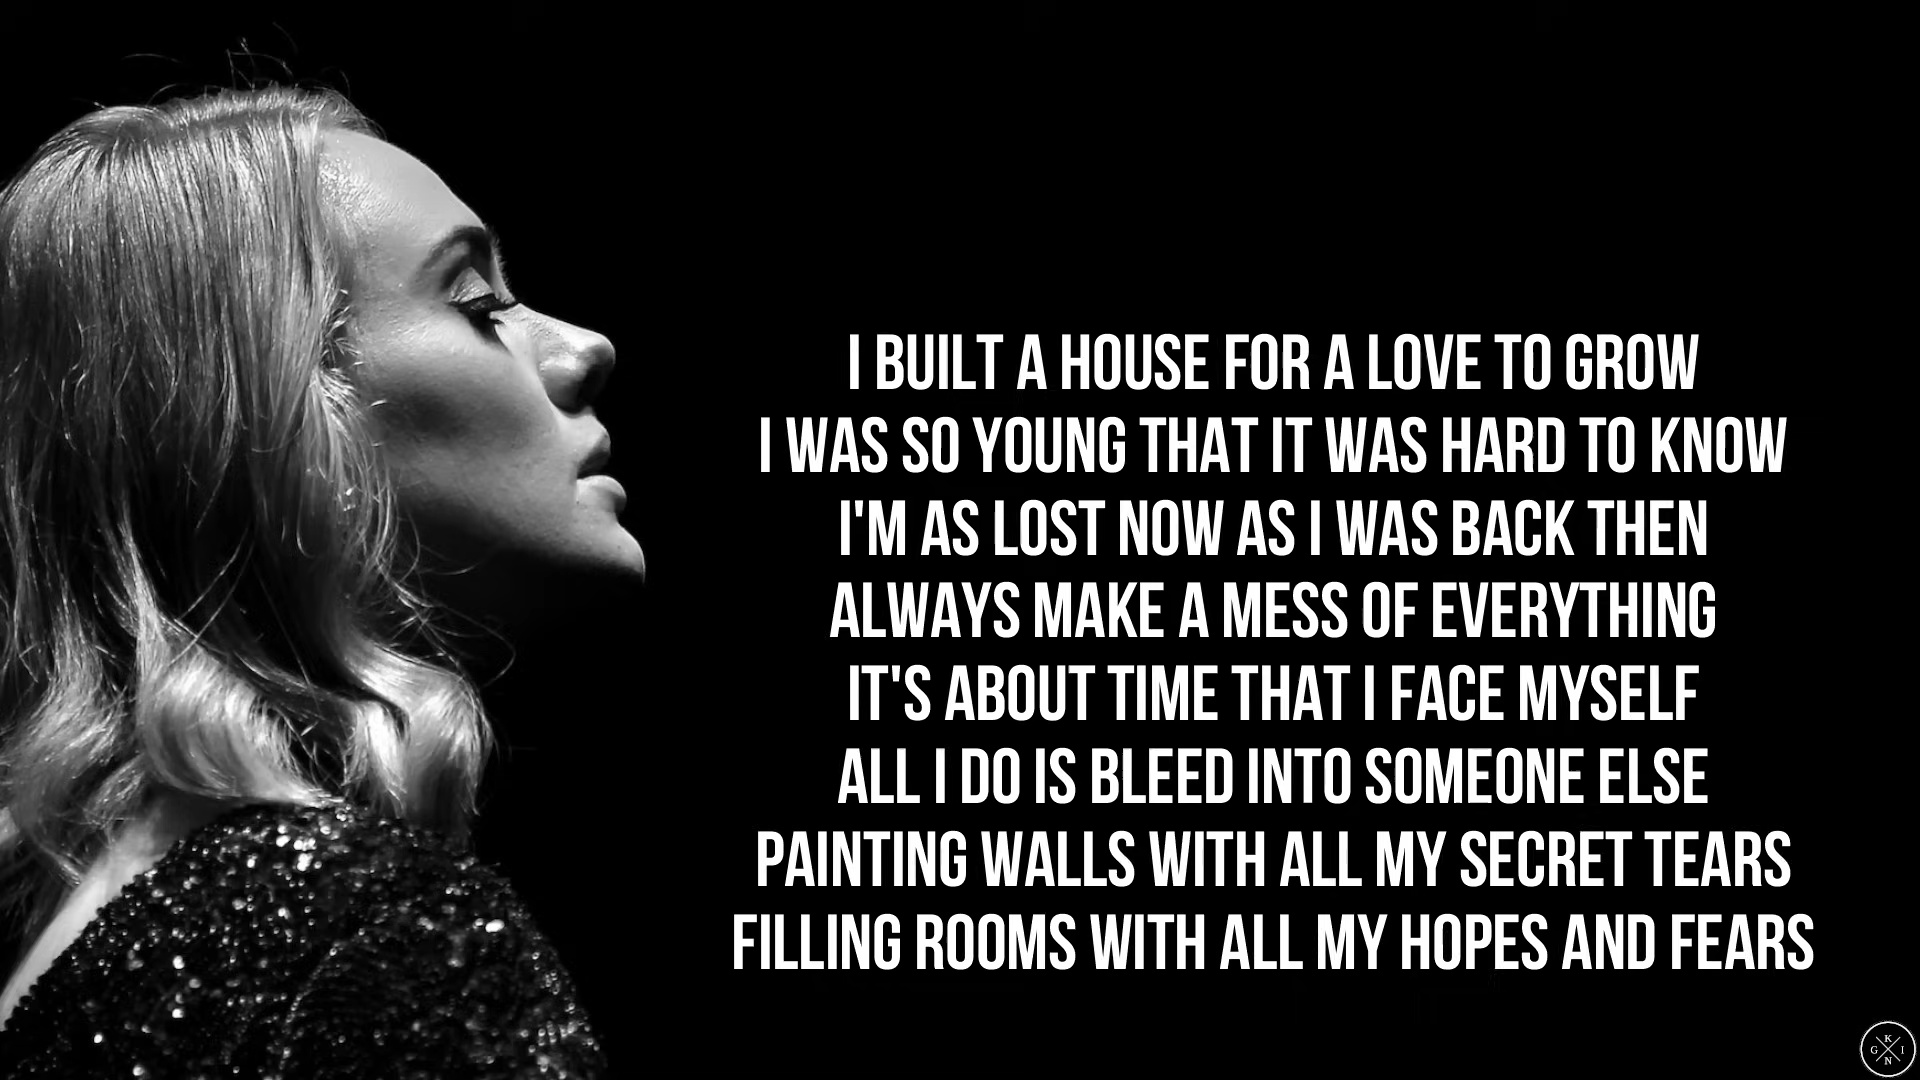 I BUILT A HOUSE FOR A LOVE TO GROW
I WAS SO YOUNG THAT IT WAS HARD TO KNOW
I'M AS LOST NOW AS I WAS BACK THEN
ALWAYS MAKE A MESS OF EVERYTHING
IT'S ABOUT TIME THAT I FACE MYSELF
ALL I DO IS BLEED INTO SOMEONE ELSE
PAINTING WALLS WITH ALL MY SECRET TEARS
FILLING ROOMS WITH ALL MY HOPES AND FEARS
K
G I
N